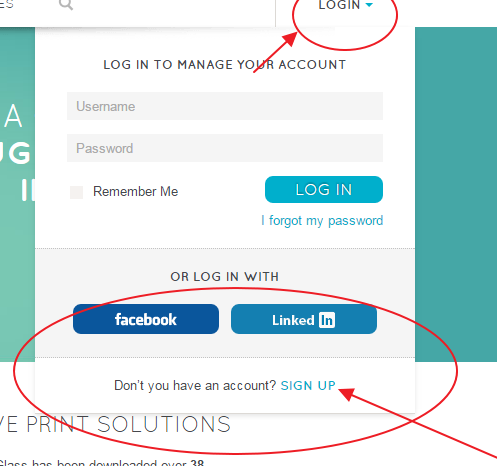 ES
LOGIN
LOG IN TO MANAGE YOUR ACCOUNT
A
Username
UG
Password
Remember Me
LOG IN
I forgot my password
OR LOG IN WITH
facebook
Linked In
Don't you have an account? SIGN UP
VE PRINT SOLUTIONS
Glass has been downloaded over 38